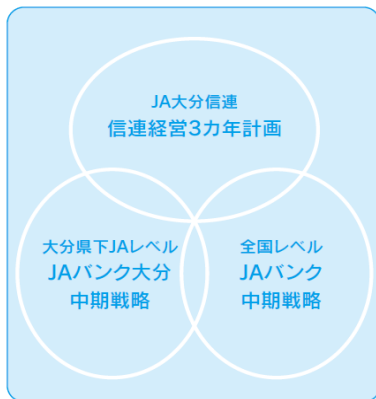 JA大分信連
信連経営3カ年計画
大分県下JAレベル
JAバンク大分
中期戦略
全国レベル
JAバンク
中期戦略